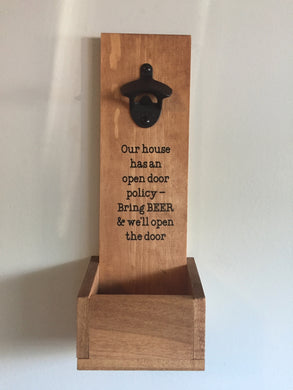 Our house
has an
open door
policy –
Bring BEER
& we'll open
the door